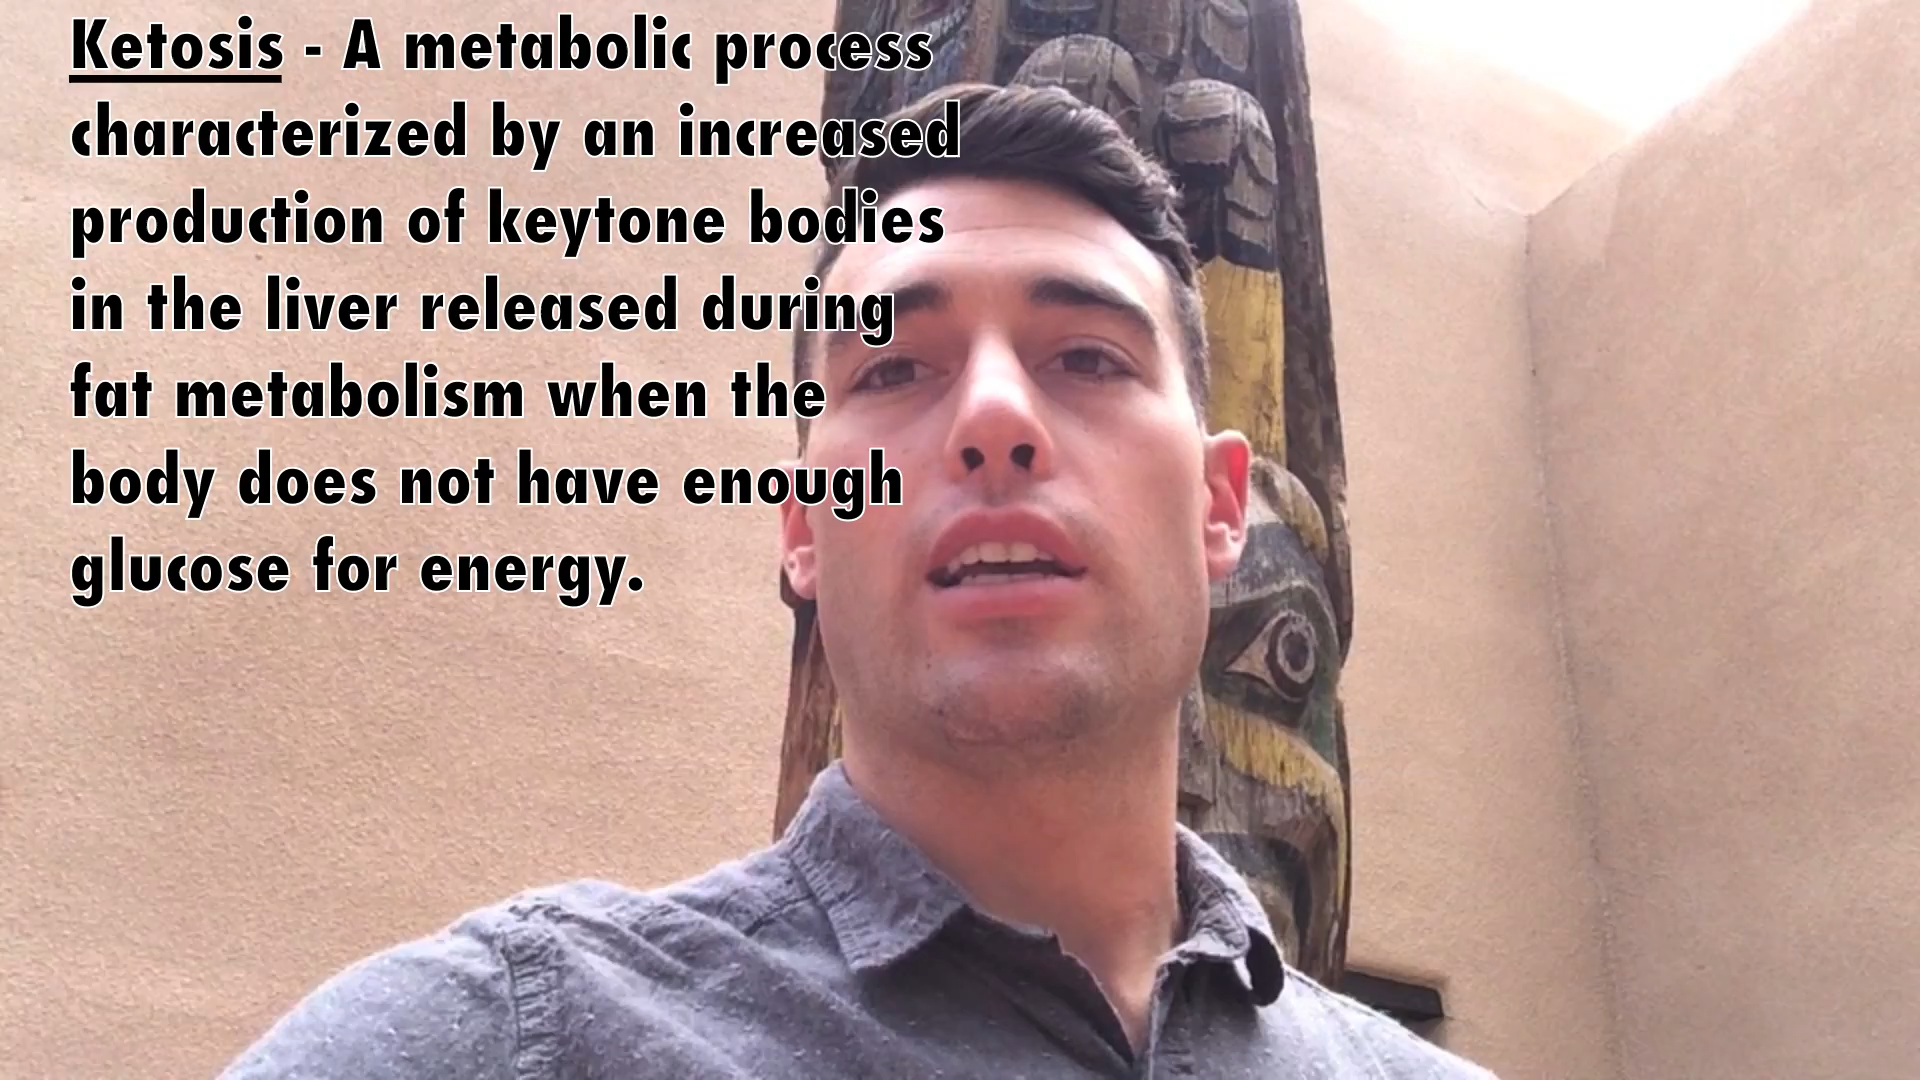 Ketosis - A metabolic process
characterized by an increased
production of keytone bodies
in the liver released during
fat metabolism when the
body does not have enough
glucose for energy.